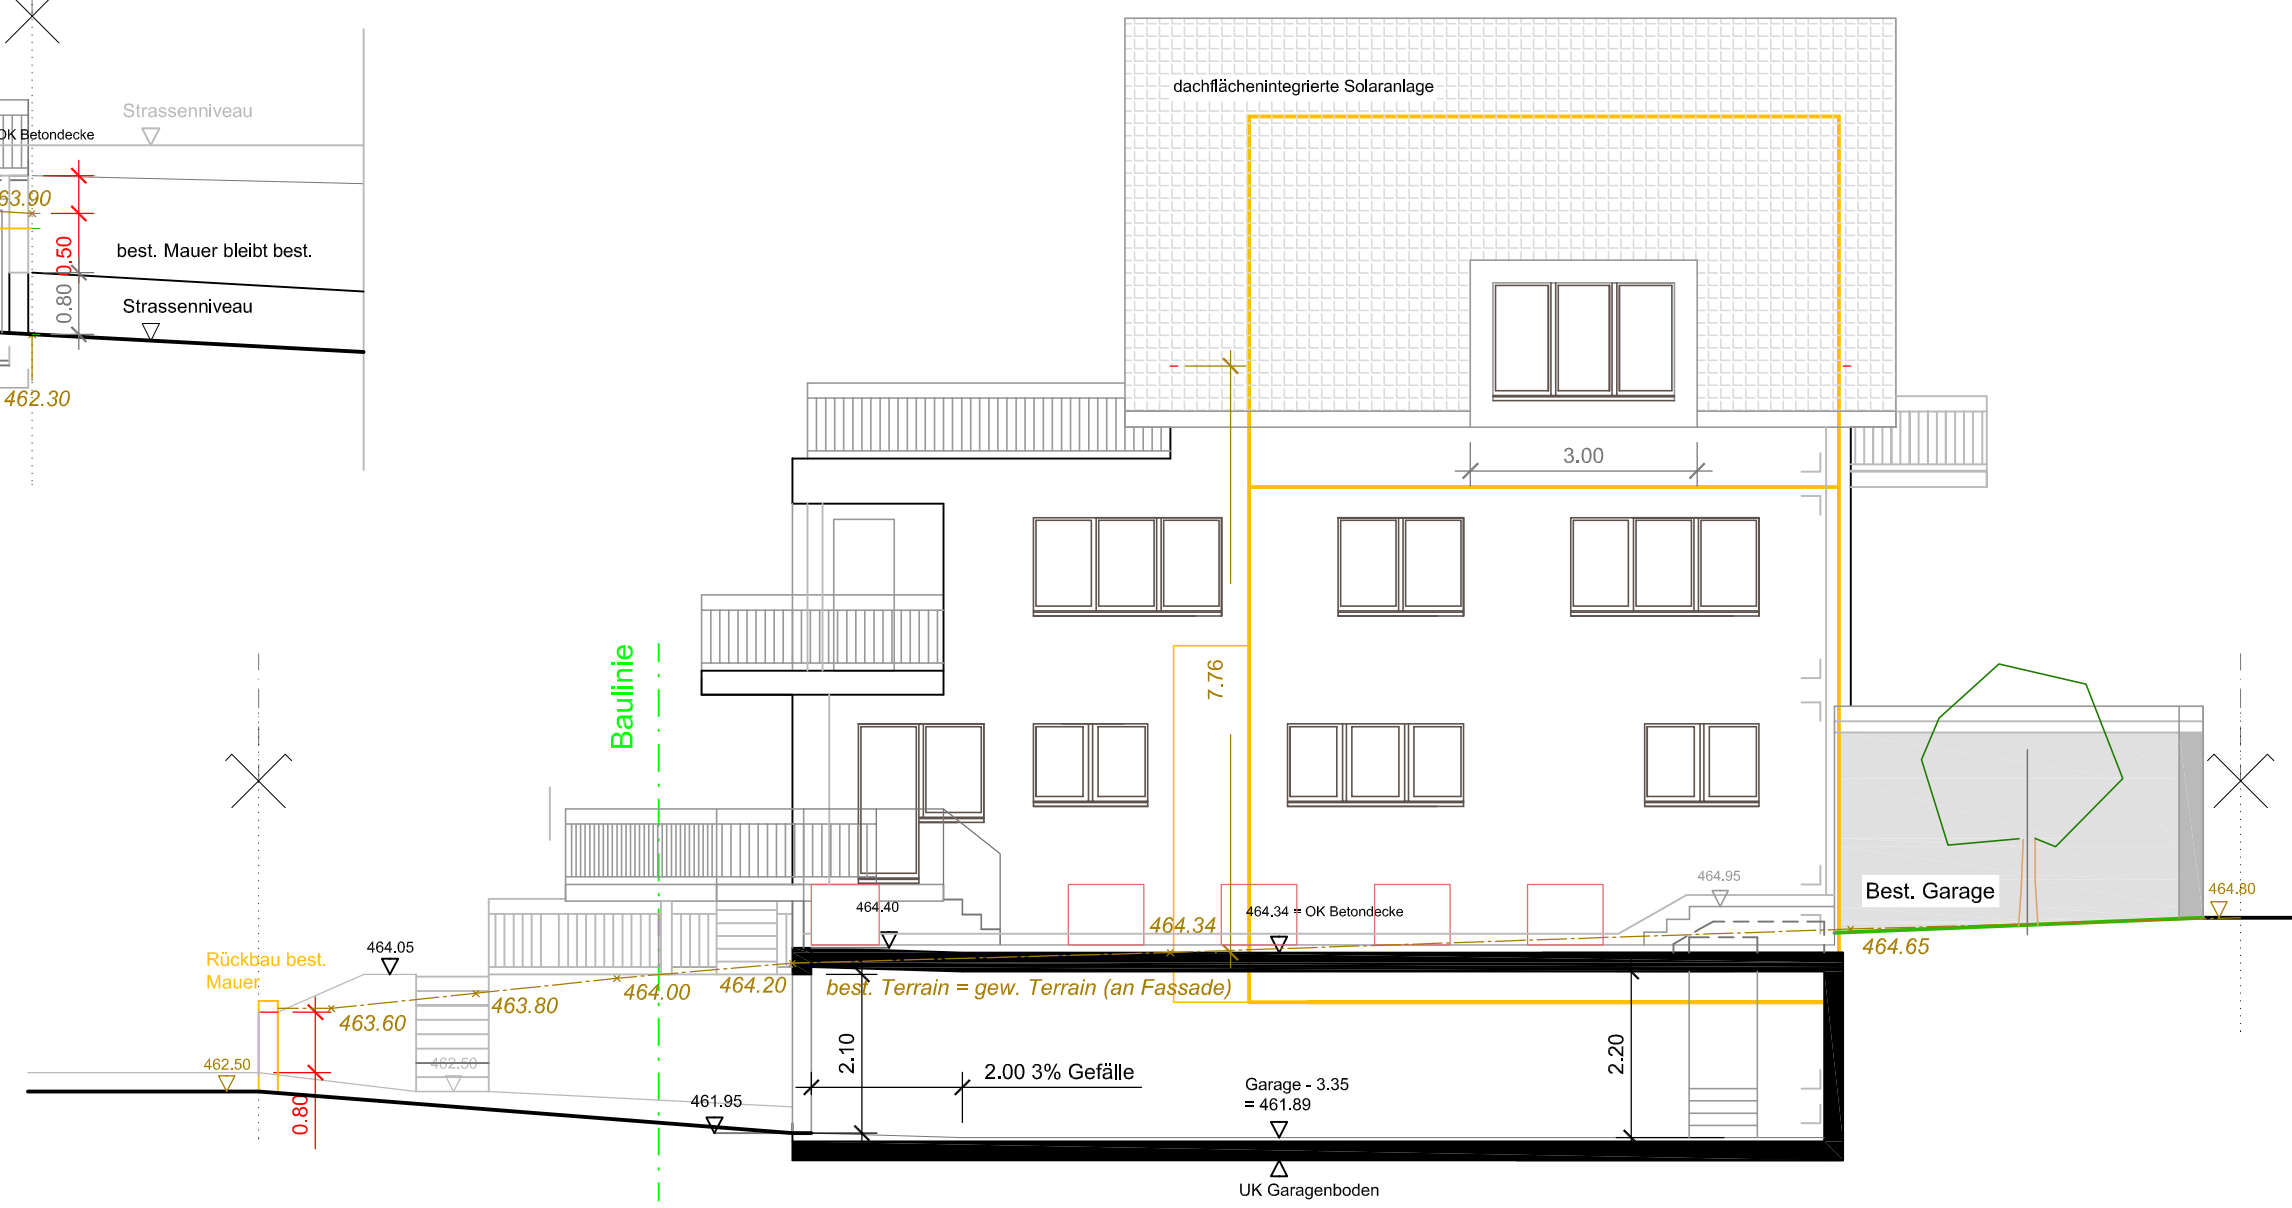 dachflächenintegrierte Solaranlage
Strassenniveau
OK Betondecke
63.90
0.50
best. Mauer bleibt best.
0.80
Strassenniveau
462.30
3.00
Baulinie
7.76
464.95
464.40
464.34
464.34 = OK Betondecke
Best. Garage
464.80
464.65
464.05
Rückbau best.
Mauer
464.20
464.00
463.80
463.60
best. Terrain = gew. Terrain (an Fassade)
462.50
462.50
2.10
2.20
2.00 3% Gefälle
Garage - 3.35
= 461.89
461.95
0.80
UK Garagenboden